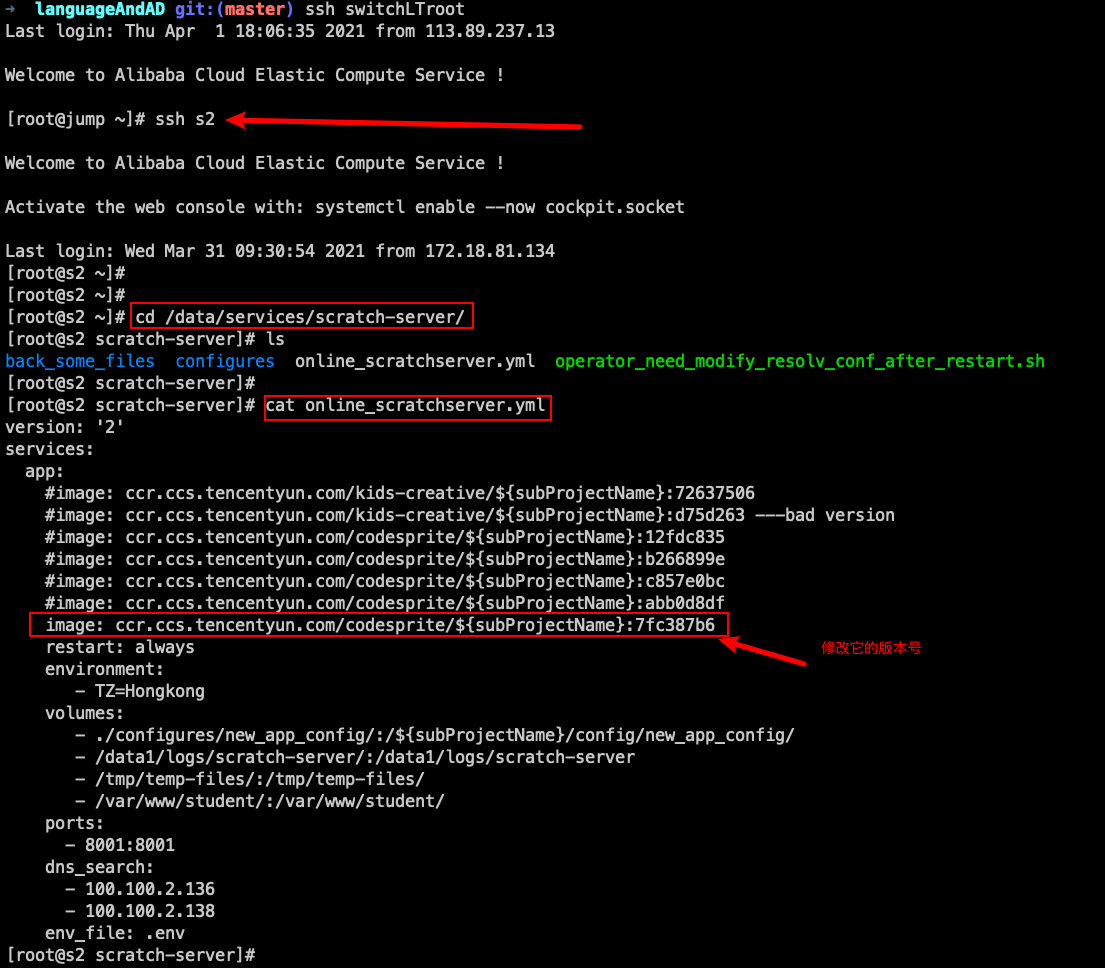 →  languageAndAD git:(master) ssh switchLTroot
Last login: Thu Apr  1 18:06:35 2021 from 113.89.237.13
Welcome to Alibaba Cloud Elastic Compute Service !
[root@jump ~]# ssh s2
Welcome to Alibaba Cloud Elastic Compute Service !
Activate the web console with: systemctl enable --now cockpit.socket
Last login: Wed Mar 31 09:30:54 2021 from 172.18.81.134
[root@s2 ~]#
[root@s2 ~]#
[root@s2 ~]# cd /data/services/scratch-server/
[root@s2 scratch-server]# ls
back_some_files  configures  online_scratchserver.yml  operator_need_modify_resolv_conf_after_restart.sh
[root@s2 scratch-server]#
[root@s2 scratch-server]# cat online_scratchserver.yml
version: '2'
services:
  app:
    #image: ccr.ccs.tencentyun.com/kids-creative/${subProjectName}:72637506
    #image: ccr.ccs.tencentyun.com/kids-creative/${subProjectName}:d75d263 ---bad version
    #image: ccr.ccs.tencentyun.com/codesprite/${subProjectName}:12fdc835
    #image: ccr.ccs.tencentyun.com/codesprite/${subProjectName}:b266899e
    #image: ccr.ccs.tencentyun.com/codesprite/${subProjectName}:c857e0bc
    #image: ccr.ccs.tencentyun.com/codesprite/${subProjectName}:abb0d8df
    image: ccr.ccs.tencentyun.com/codesprite/${subProjectName}:7fc387b6
    restart: always
修改它的版本号
    environment:
       - TZ=Hongkong
    volumes:
       - ./configures/new_app_config/:/${subProjectName}/config/new_app_config/
       - /data1/logs/scratch-server/:/data1/logs/scratch-server
       - /tmp/temp-files/:/tmp/temp-files/
       - /var/www/student/:/var/www/student/
    ports:
      - 8001:8001
    dns_search:
      - 100.100.2.136
      - 100.100.2.138
    env_file: .env
[root@s2 scratch-server]#